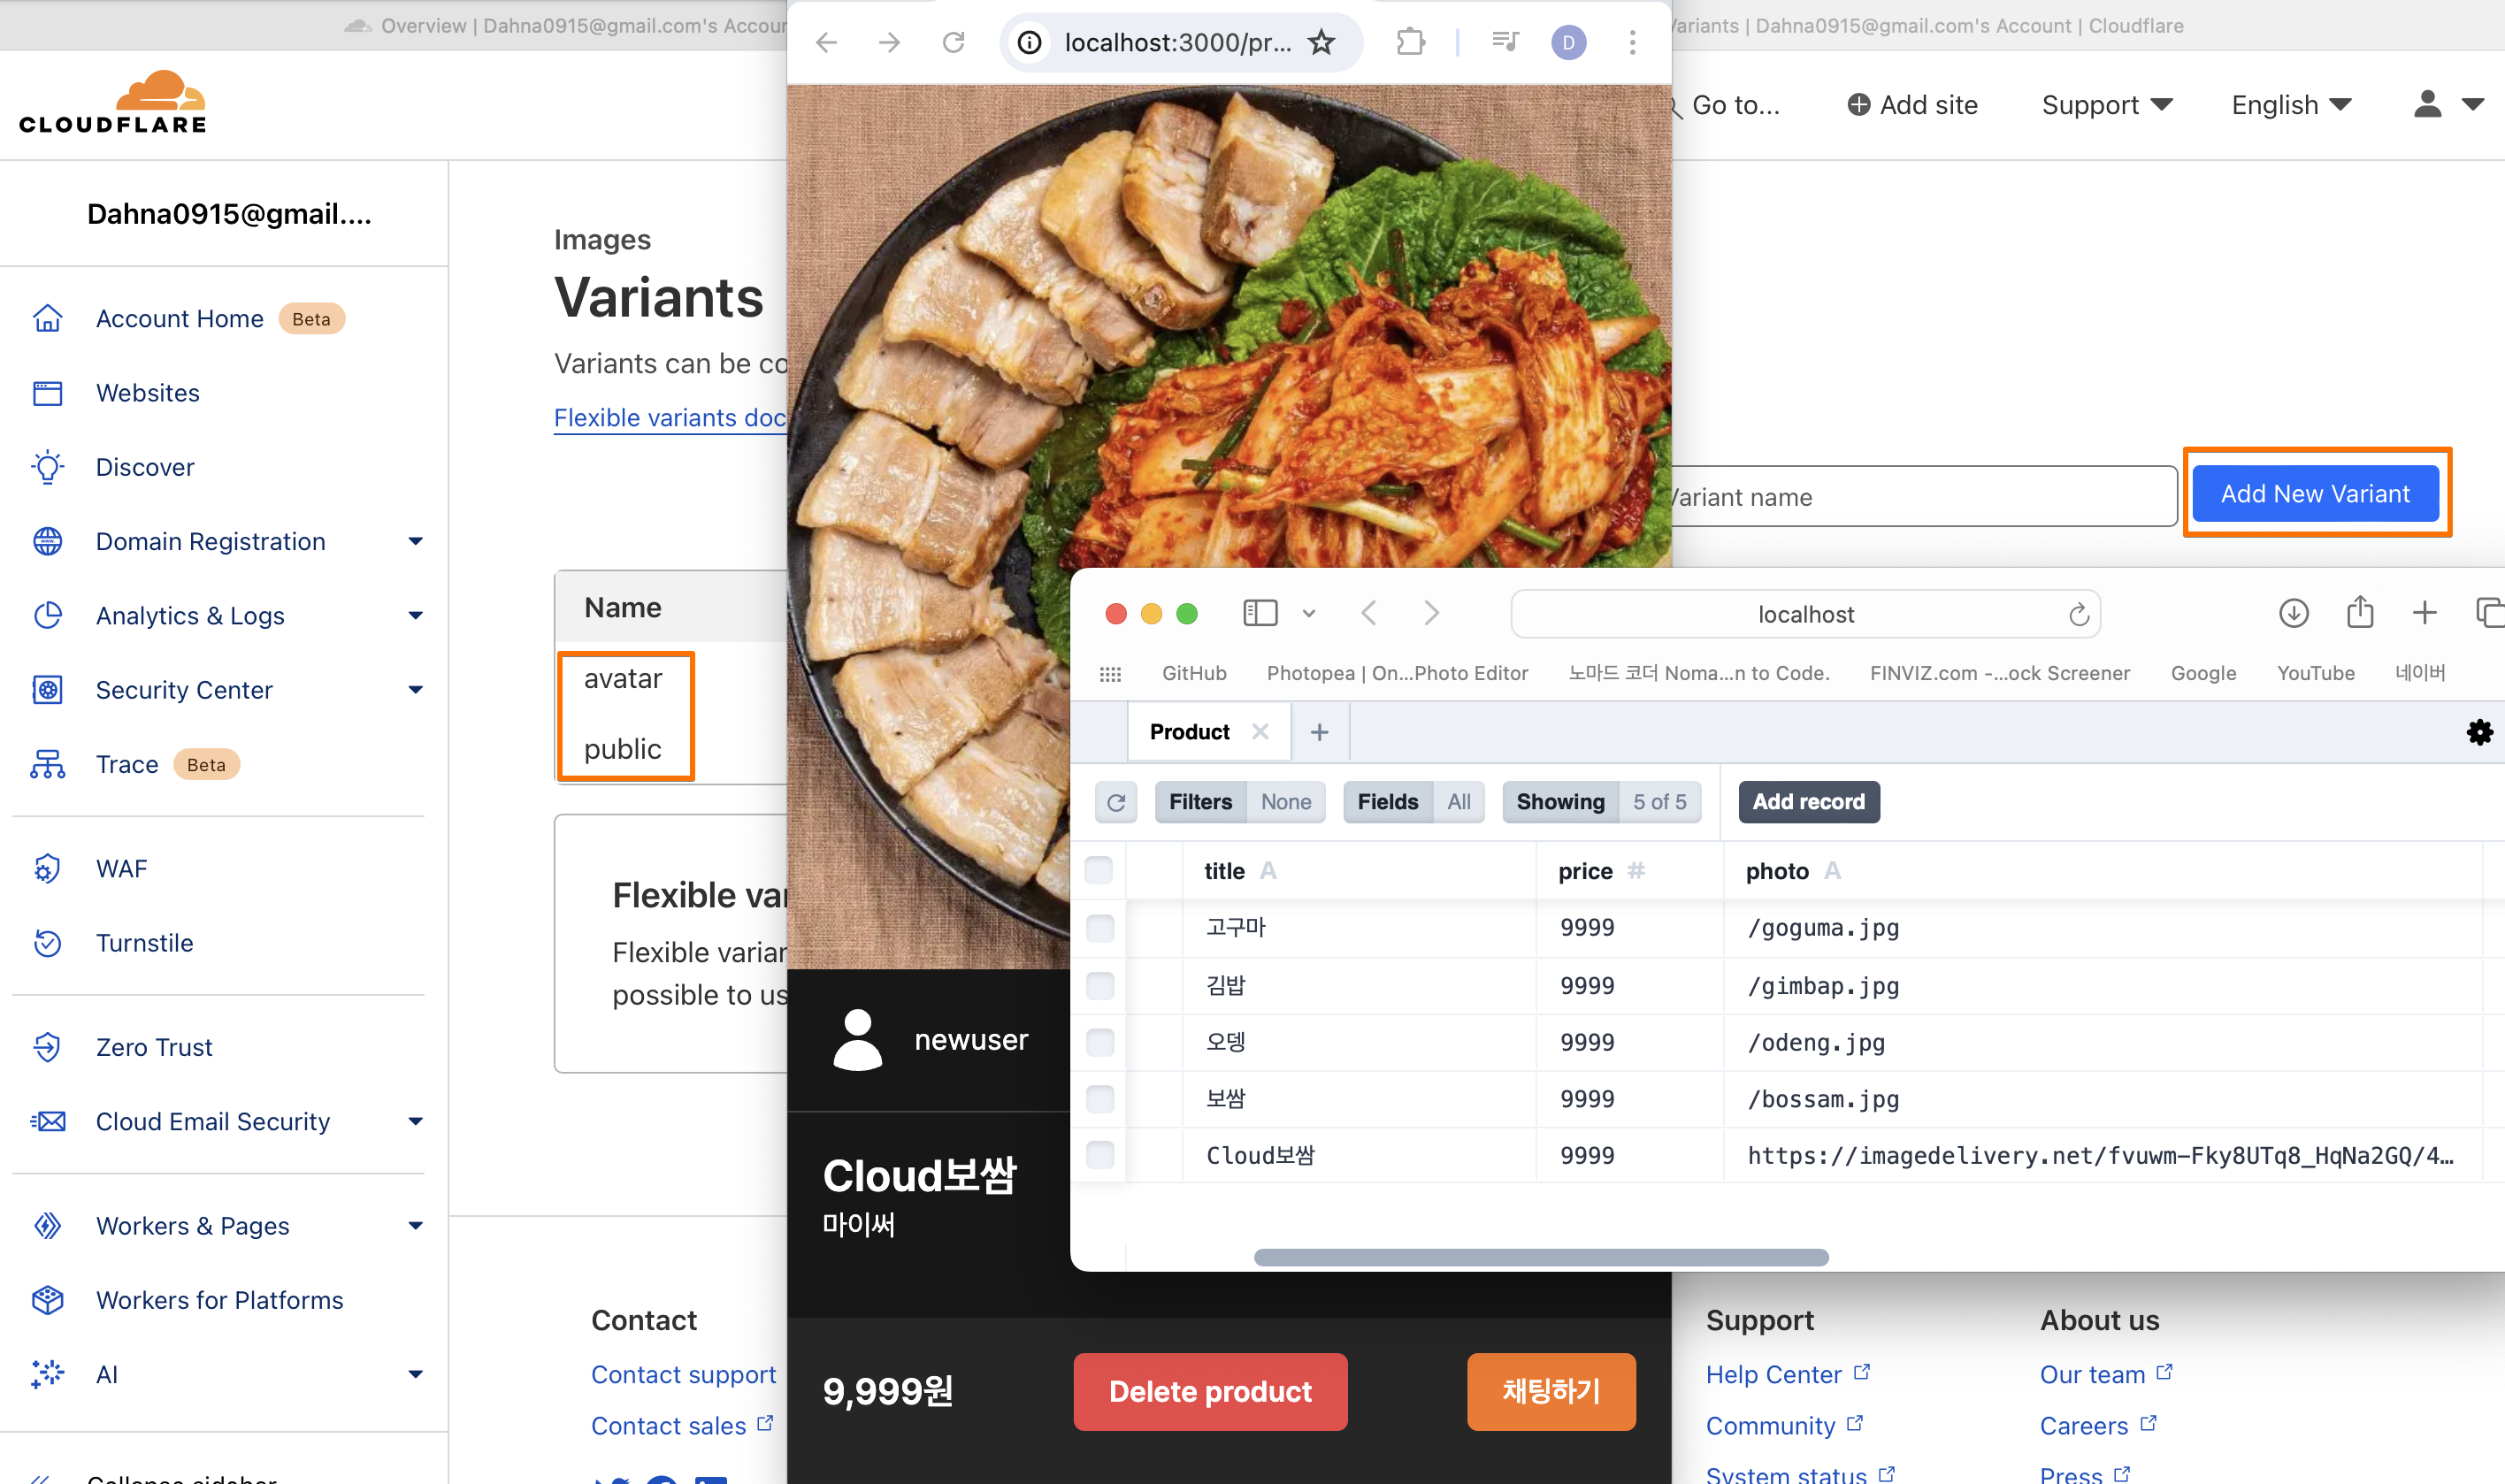 Overview | Dahna0915@gmail.com's Accour
CLOUDFLARE
Dahna0915@gmail....
Account Home Beta
Websites
Discover
Domain Registration
Analytics & Logs
Security Center
Trace Beta
WAF
Turnstile
Zero Trust
Cloud Email Security
Workers & Pages
Workers for Platforms
AI
Collapse sidebar
Images
Variants
Variants can be co
Flexible variants doc
Name
avatar
public
Flexible va
Flexible varian
possible to us
Contact
Contact support
Contact sales
localhost:3000/pr...
D
newuser
Cloud보쌈
마이써
9,999원
Delete product
채팅하기
Variants | Dahna0915@gmail.com's Account | Cloudflare
Go to...
Add site
Support
English
Variant name
Add New Variant
localhost
GitHub
Photopea | On...Photo Editor
노마드 코더 Noma...n to Code.
FINVIZ.com -...ock Screener
Google
YouTube
네이버
Product
Filters None
Fields All
Showing 5 of 5
Add record
title A price # photo A
고구마 9999 /goguma.jpg
김밥 9999 /gimbap.jpg
오뎅 9999 /odeng.jpg
보쌈 9999 /bossam.jpg
Cloud보쌈 9999 https://imagedelivery.net/fvuwm-Fky8UTq8_HqNa2GQ/4...
Support
Help Center
Community
System status
About us
Our team
Careers
Press